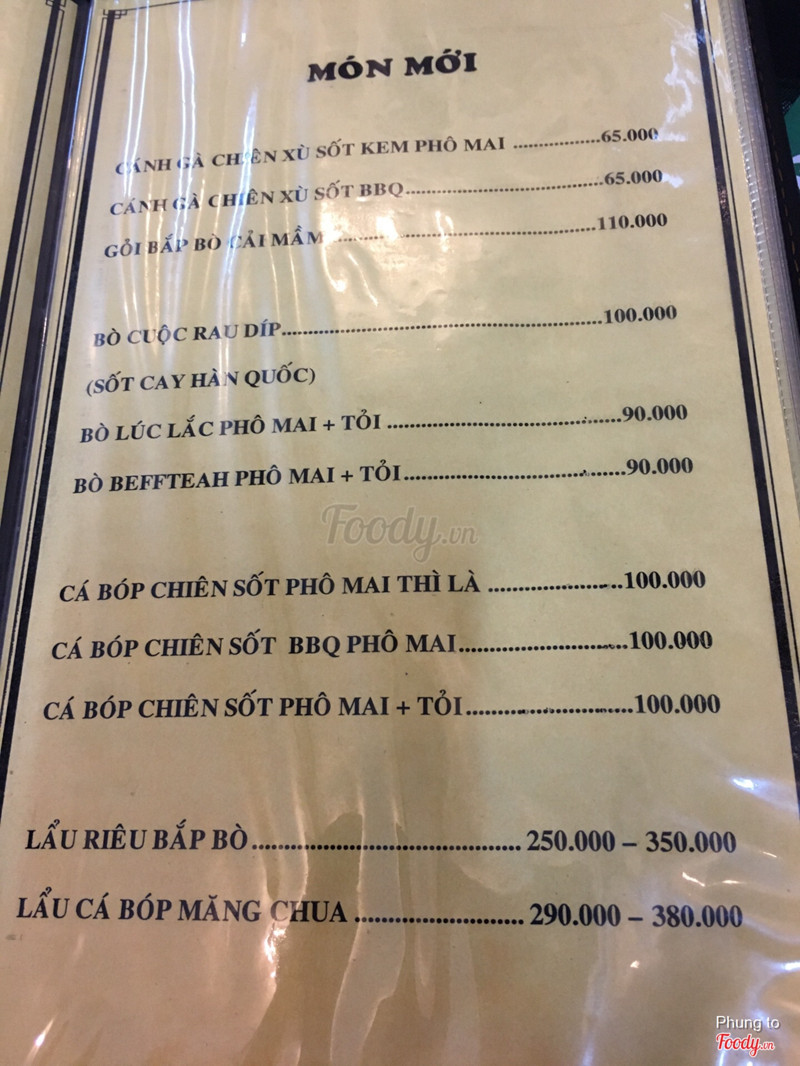 MÓN MỚI
CÁNH GÀ CHIÊN XÙ SỐT KEM PHÔ MAI ..................65.000
CÁNH GÀ CHIÊN XÙ SỐT BBQ..................................65.000
GỎI BẮP BÒ CẢI MẦM .............................................110.000
BÒ CUỘC RAU DÍP......................................................100.000
(SỐT CAY HÀN QUỐC)
BÒ LÚC LẮC PHÔ MAI + TỎI ........................................90.000
BÒ BEFFTEAH PHÔ MAI + TỎI......................................90.000
Foody.vn
CÁ BÓP CHIÊN SỐT PHÔ MAI THÌ LÀ .......................100.000
CÁ BÓP CHIÊN SỐT BBQ PHÔ MAI............................100.000
CÁ BÓP CHIÊN SỐT PHÔ MAI + TỎI............................100.000
LẨU RIÊU BẮP BÒ.......................................... 250.000 – 350.000
LẨU CÁ BÓP MĂNG CHUA .......................... 290.000 – 380.000
Phung to
Foody.vn